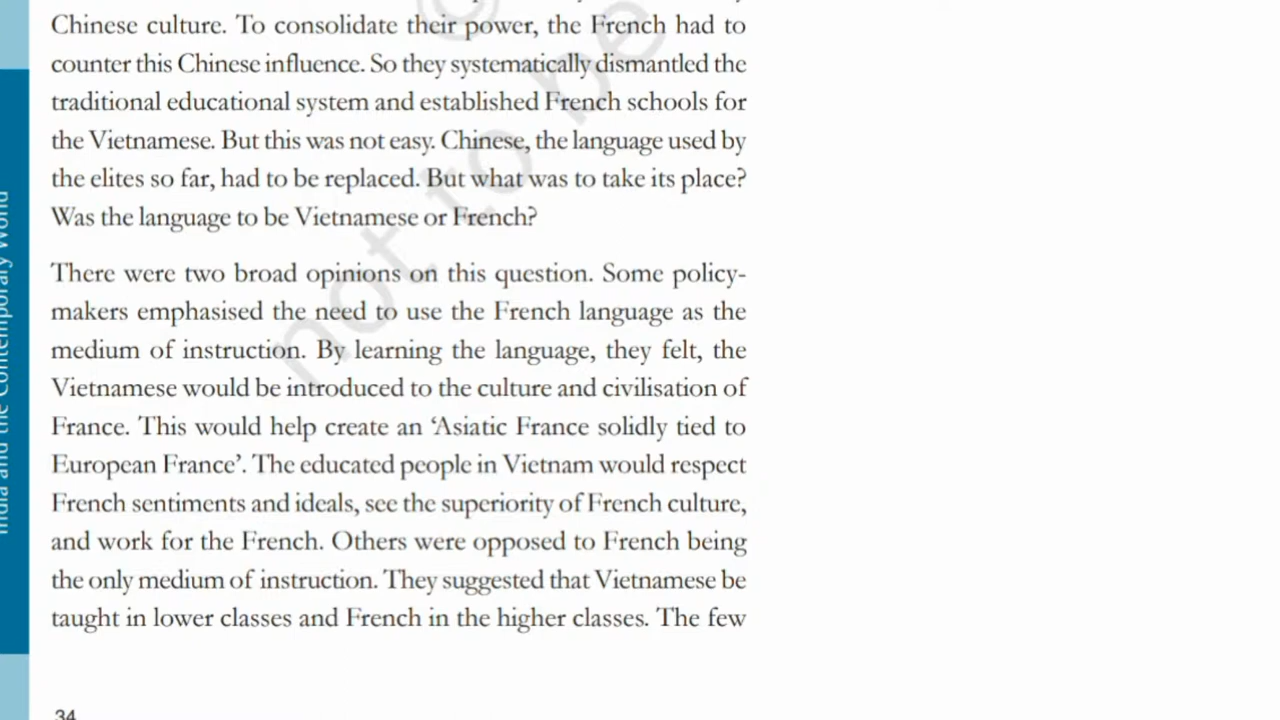 Chinese culture. To consolidate their power, the French had to
counter this Chinese influence. So they systematically dismantled the
traditional educational system and established French schools for
the Vietnamese. But this was not easy. Chinese, the language used by
the elites so far, had to be replaced. But what was to take its place?
Was the language to be Vietnamese or French?
There were two broad opinions on this question. Some policy-
makers emphasised the need to use the French language as the
medium of instruction. By learning the language, they felt, the
Vietnamese would be introduced to the culture and civilisation of
France. This would help create an ‘Asiatic France solidly tied to
European France’. The educated people in Vietnam would respect
French sentiments and ideals, see the superiority of French culture,
and work for the French. Others were opposed to French being
the only medium of instruction. They suggested that Vietnamese be
taught in lower classes and French in the higher classes. The few
34
India and the Contemporary World
©
not to be